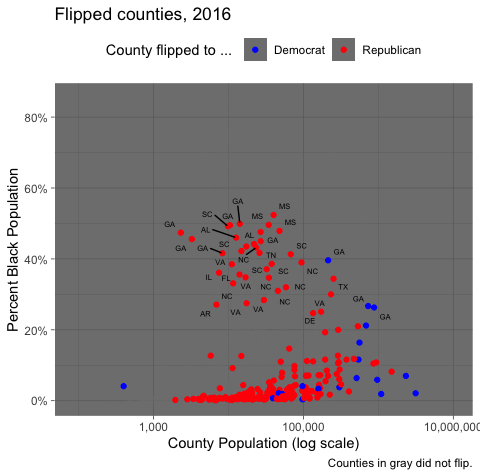 Flipped counties, 2016
County flipped to ... Democrat Republican
Percent Black Population
80%
60%
40%
20%
0%
GA
SC GA MS
GA AL AL MS
GA GA SC GA GA
VA NC TN SC
IL FL SC SC NC
VA NC NC TX
NC NC GA
AR VA VA VA GA
DE
1,000 100,000 10,000,000
County Population (log scale)
Counties in gray did not flip.